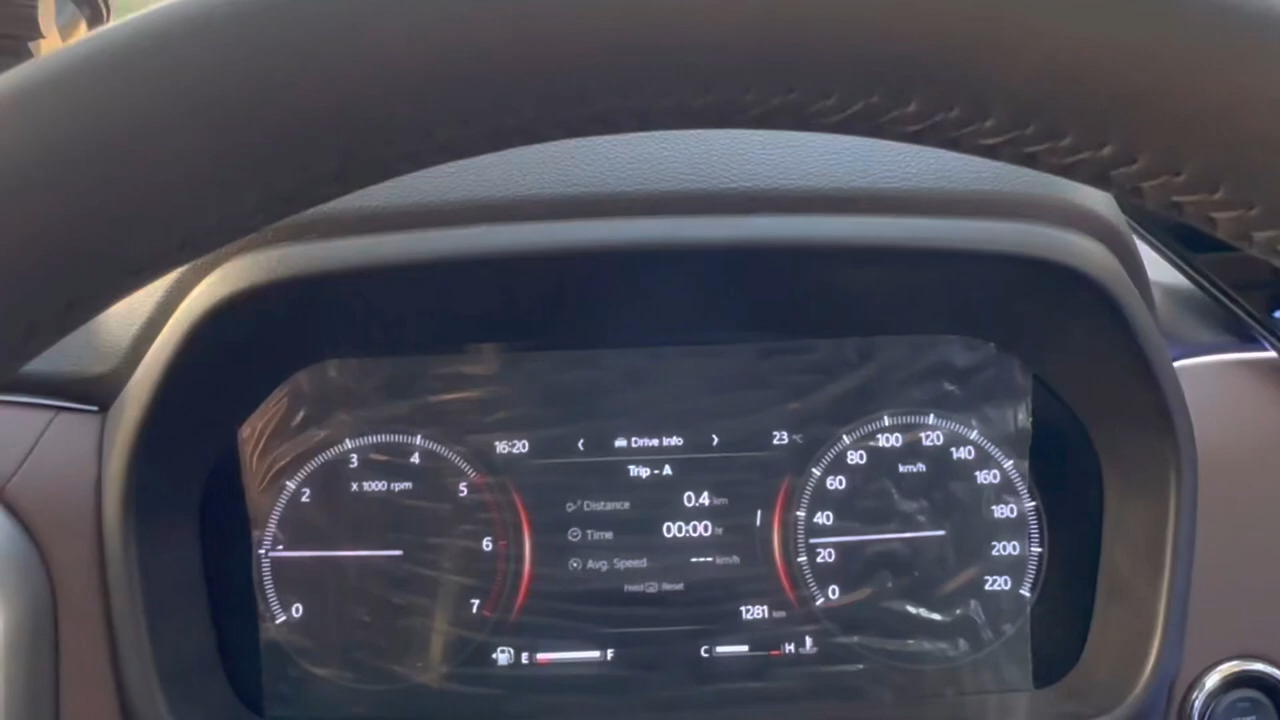 16:20 < Drive Info > 23 °C
Trip - A
Distance 0.4 km
Time 00:00 hr
Avg. Speed --- km/h
Hold Reset
1281 km
E F
C H
0
2
3
4
5
6
7
X 1000 rpm
0
20
40
60
80
100
120
140
160
180
200
220
km/h